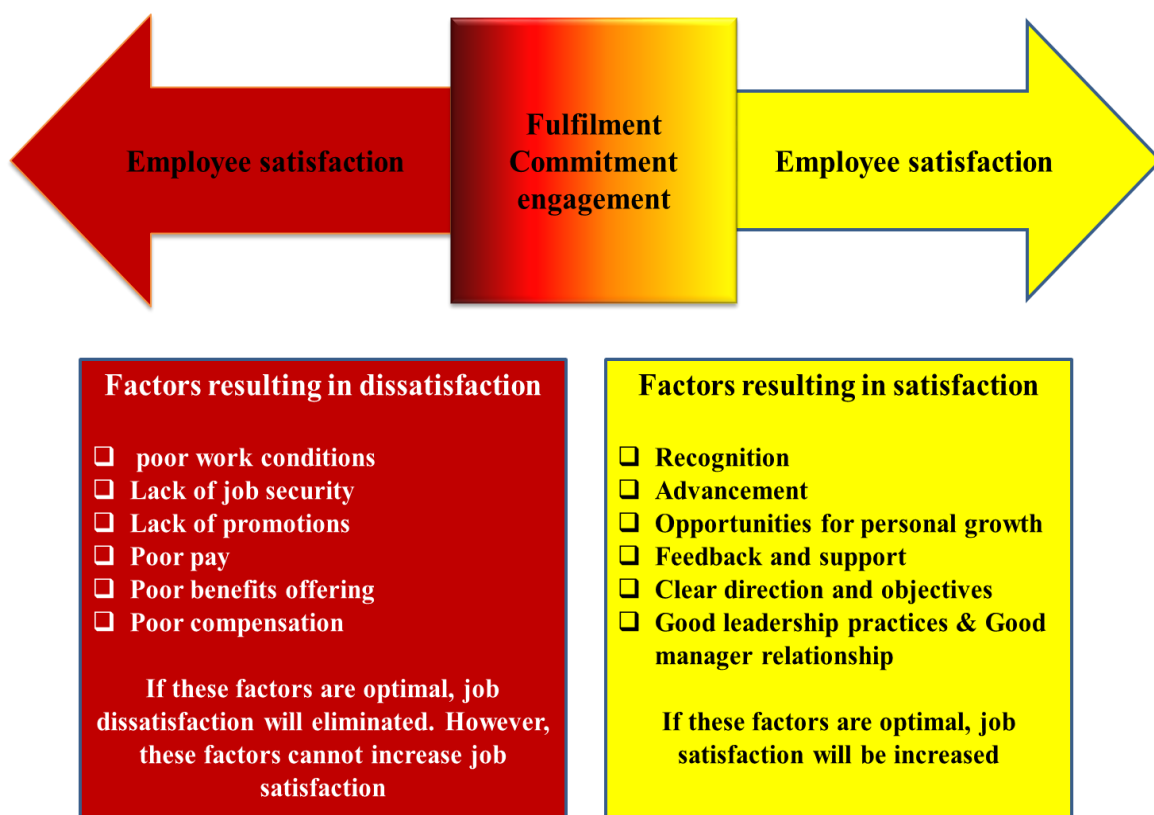 Employee satisfaction
Fulfilment
Commitment
engagement
Employee satisfaction
Factors resulting in dissatisfaction
❑ poor work conditions
❑ Lack of job security
❑ Lack of promotions
❑ Poor pay
❑ Poor benefits offering
❑ Poor compensation
If these factors are optimal, job
dissatisfaction will eliminated. However,
these factors cannot increase job
satisfaction
Factors resulting in satisfaction
❑ Recognition
❑ Advancement
❑ Opportunities for personal growth
❑ Feedback and support
❑ Clear direction and objectives
❑ Good leadership practices & Good
manager relationship
If these factors are optimal, job
satisfaction will be increased